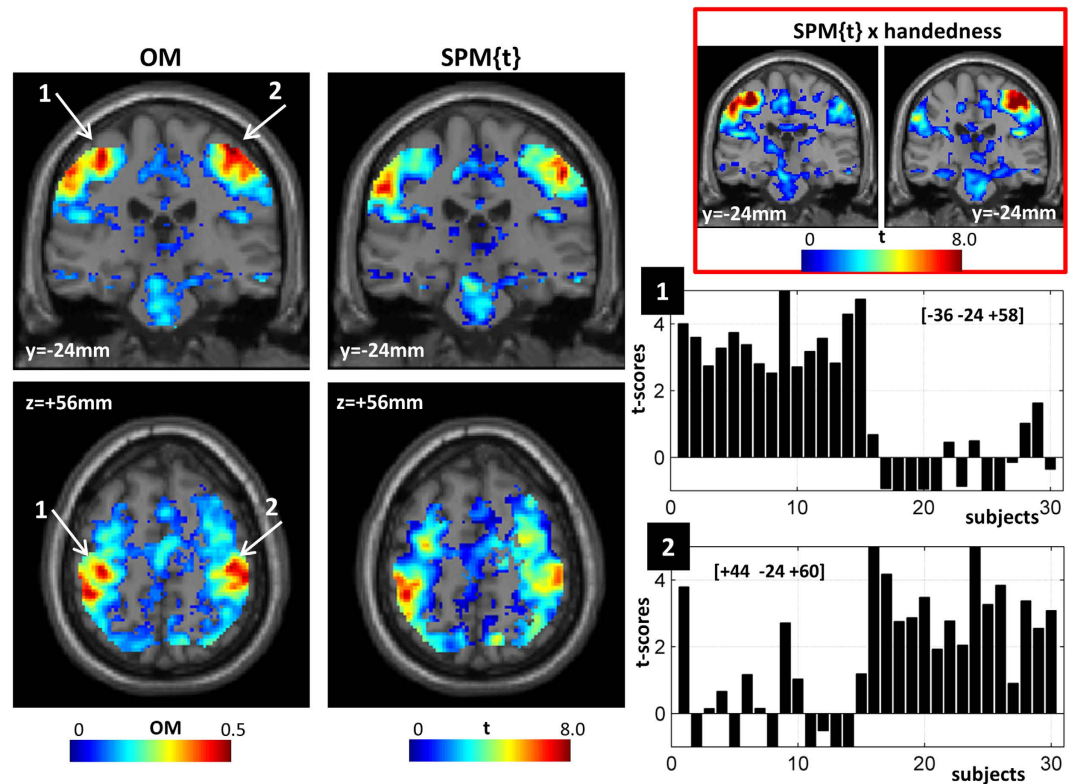 OM
SPM{t}
1
2
y=-24mm
y=-24mm
z=+56mm
z=+56mm
1
2
0
0.5
OM
0
8.0
t
SPM{t} x handedness
y=-24mm
y=-24mm
0
t
8.0
1
[-36 -24 +58]
4
2
0
t-scores
0
10
20
30
subjects
2
[+44 -24 +60]
4
2
0
t-scores
0
10
20
30
subjects